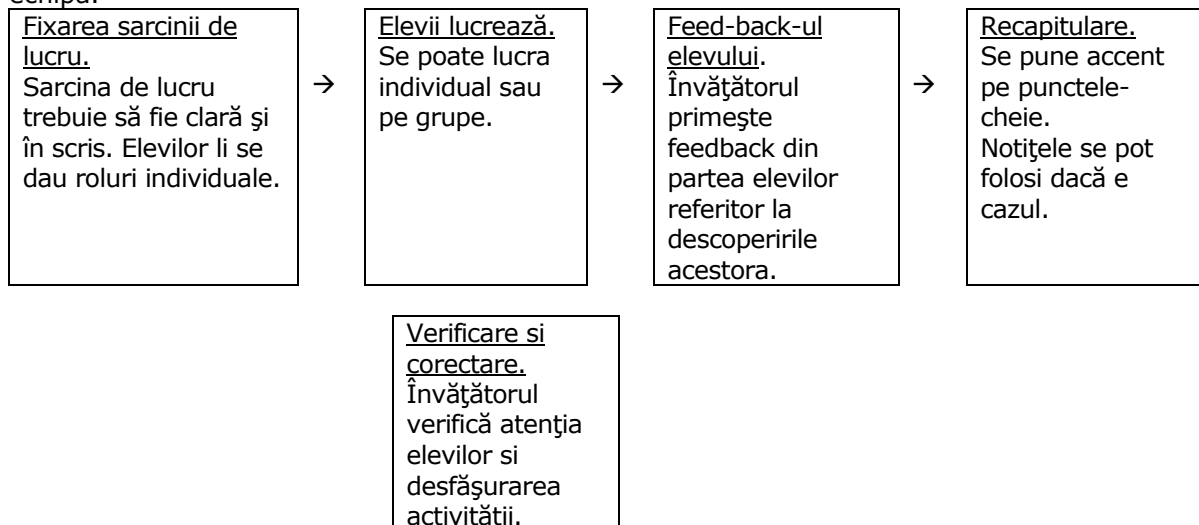 Fixarea sarcinii de
lucru.
Sarcina de lucru
trebuie să fie clară şi
în scris. Elevilor li se
dau roluri individuale.
→
Elevii lucrează.
Se poate lucra
individual sau
pe grupe.
→
Feed-back-ul
elevului.
Învăţătorul
primeşte
feedback din
partea elevilor
referitor la
descoperirile
acestora.
→
Recapitulare.
Se pune accent
pe punctele-
cheie.
Notiţele se pot
folosi dacă e
cazul.
Verificare si
corectare.
Învăţătorul
verifică atenţia
elevilor si
desfăşurarea
activităţii.